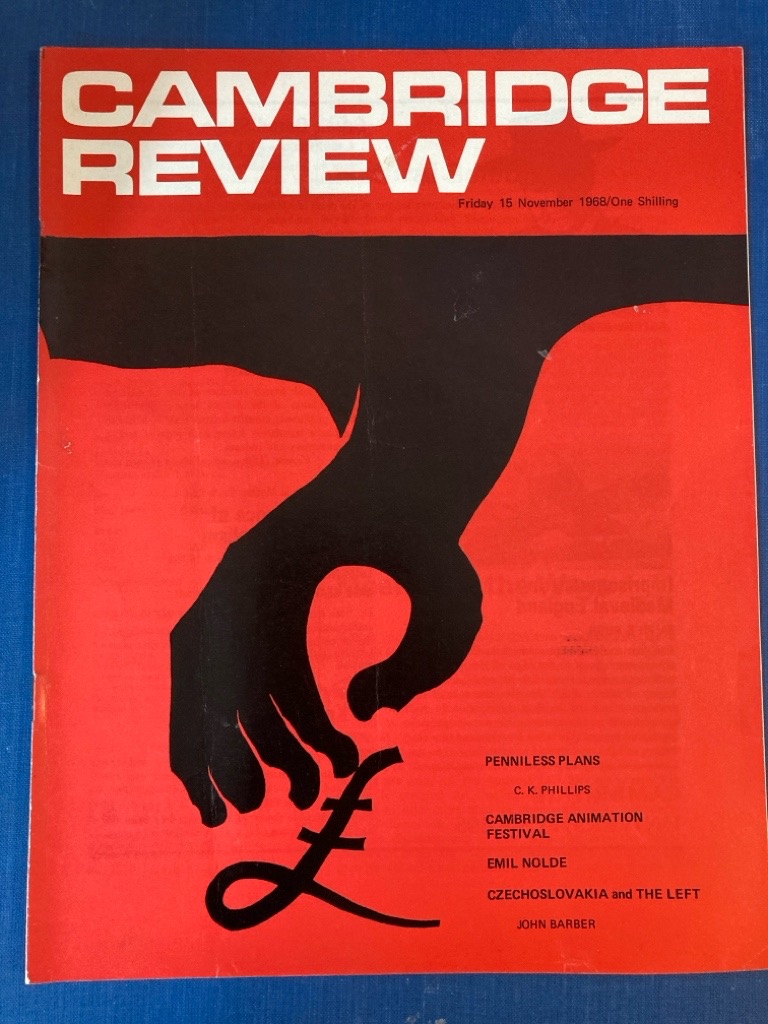 CAMBRIDGE
REVIEW
Friday 15 November 1968/One Shilling
£
PENNILESS PLANS
C. K. PHILLIPS
CAMBRIDGE ANIMATION
FESTIVAL
EMIL NOLDE
CZECHOSLOVAKIA and THE LEFT
JOHN BARBER